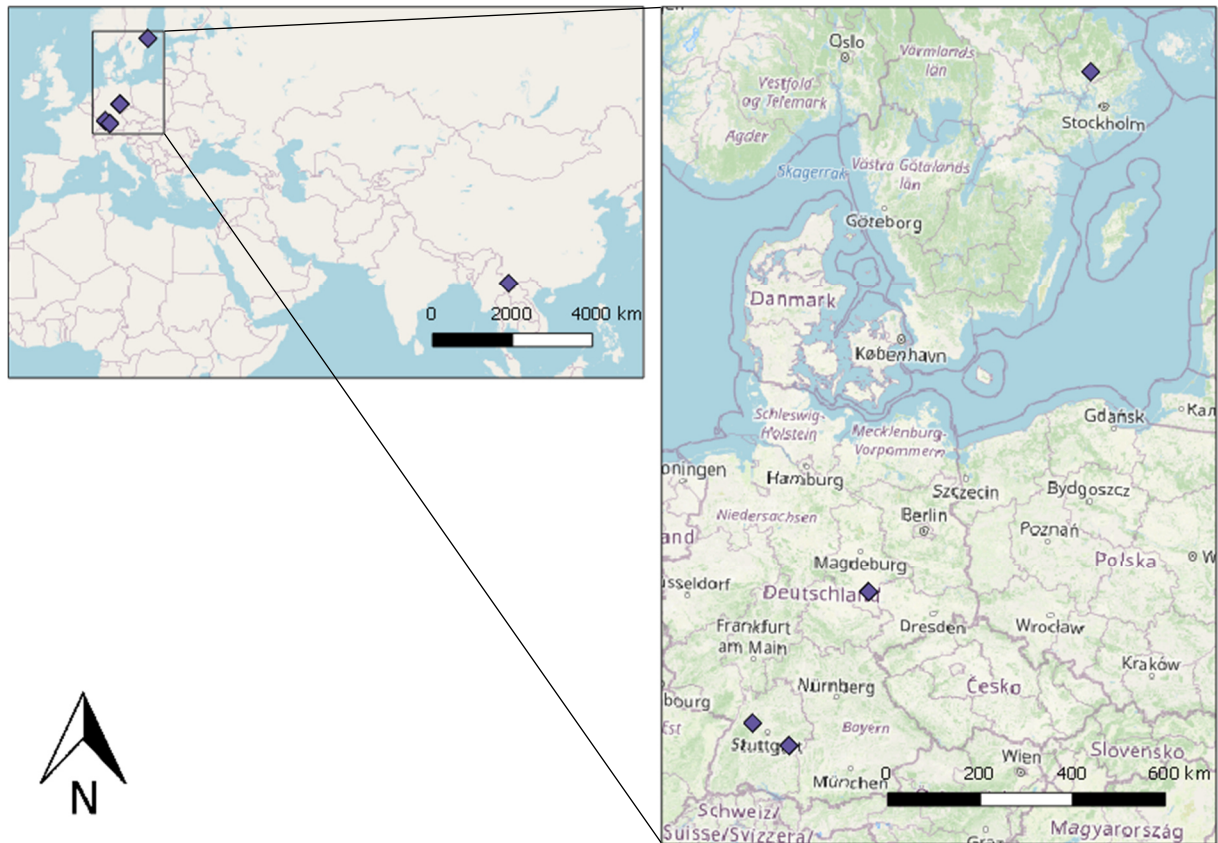 0 2000 4000 km
N
Oslo
Värmlands
län
Vestfold
og Telemark
Agder
Stockholm
Skagerrak
Västra Götalands
län
Göteborg
Danmark
København
Schleswig-
Holstein
Mecklenburg-
Vorpommern
Gdańsk
oningen
Hamburg
Szczecin
Bydgoszcz
Niedersachsen
Berlin
Poznań
and
Magdeburg
Polska
W
usseldorf
Deutschland
Frankfurt
am Main
Dresden
Wrocław
Kraków
Nürnberg
Česko
bourg
Est
Stuttgart
Bayern
Wien
Slovensko
München
0 200 400 600 km
Schweiz/
Suisse/Svizzera/
Graz
Magyarország